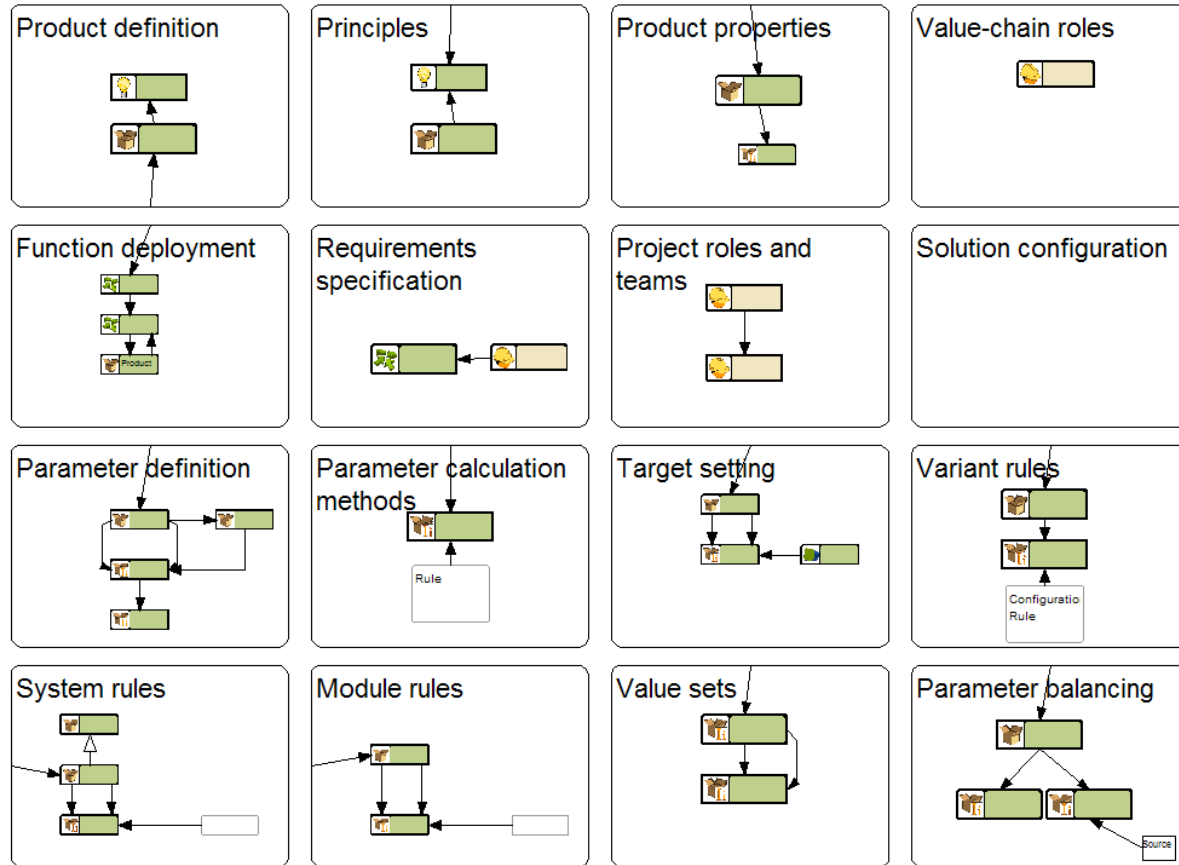 Product definition
Principles
Product properties
Value-chain roles
Function deployment
Product
Requirements
specification
Project roles and
teams
Solution configuration
Parameter definition
Parameter calculation
methods
Rule
Target setting
Variant rules
Configuratio
Rule
System rules
Module rules
Value sets
Parameter balancing
Source